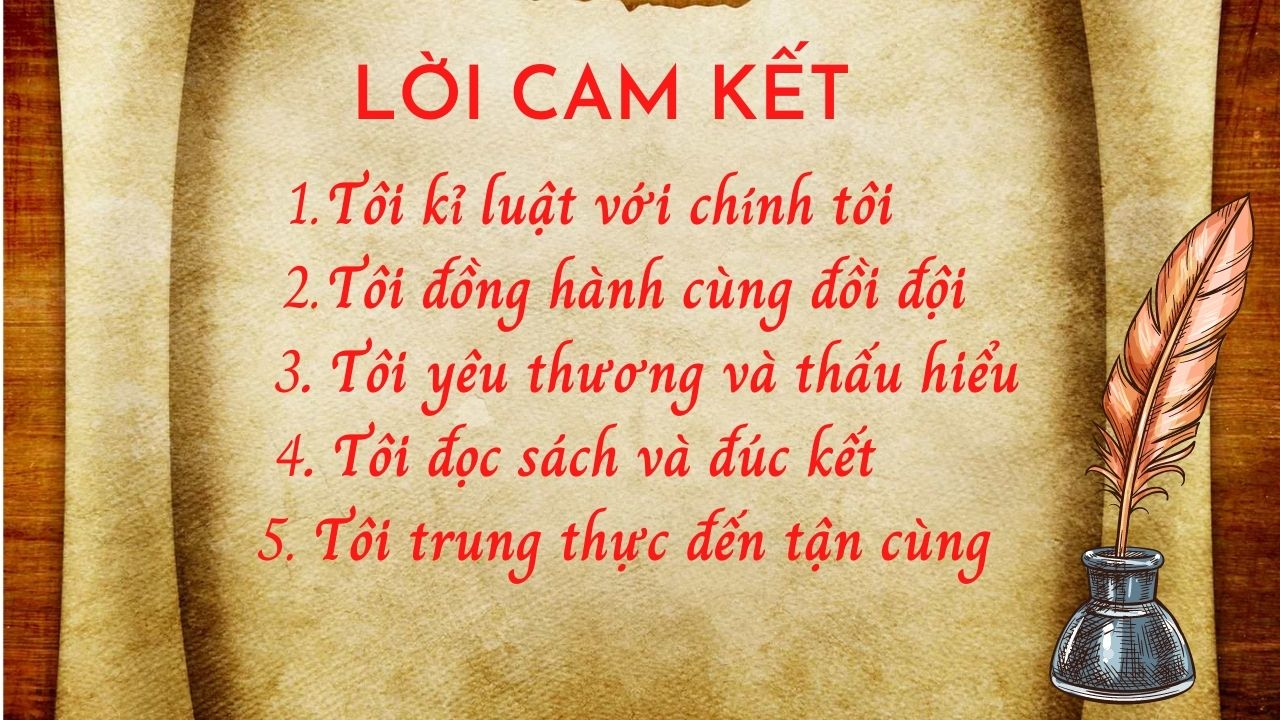 LỜI CAM KẾT
1. Tôi kỉ luật với chính tôi
2. Tôi đồng hành cùng đồi đội
3. Tôi yêu thương và thấu hiểu
4. Tôi đọc sách và đúc kết
5. Tôi trung thực đến tận cùng